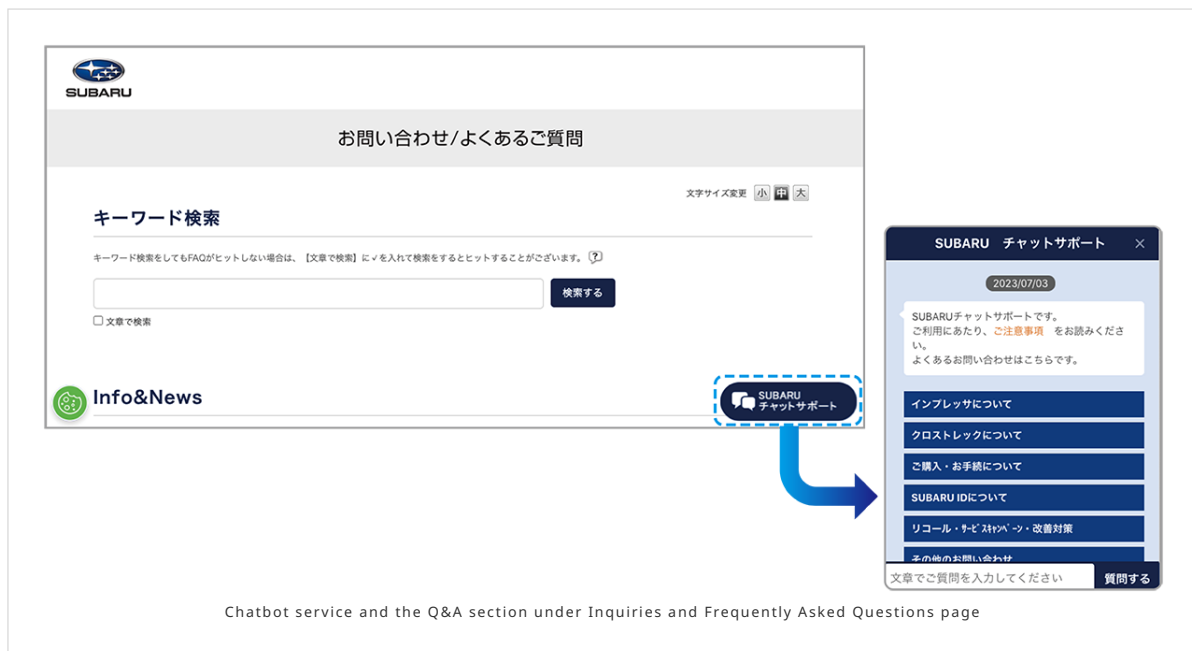 SUBARU
お問い合わせ/よくあるご質問
文字サイズ変更 小 中 大
キーワード検索
キーワード検索をしてもFAQがヒットしない場合は、【文章で検索】に✓を入れて検索をするとヒットすることがございます。 ?
検索する
文章で検索
Info&News
SUBARU
チャットサポート
SUBARU チャットサポート ×
2023/07/03
SUBARUチャットサポートです。
ご利用にあたり、ご注意事項 をお読みくださ
い。
よくあるお問い合わせはこちらです。
インプレッサについて
クロストレックについて
ご購入・お手続について
SUBARU IDについて
リコール・ｻｰﾋﾞｽｷｬﾝﾍﾟｰﾝ・改善対策
その他のお問い合わせ
文章でご質問を入力してください 質問する
Chatbot service and the Q&A section under Inquiries and Frequently Asked Questions page